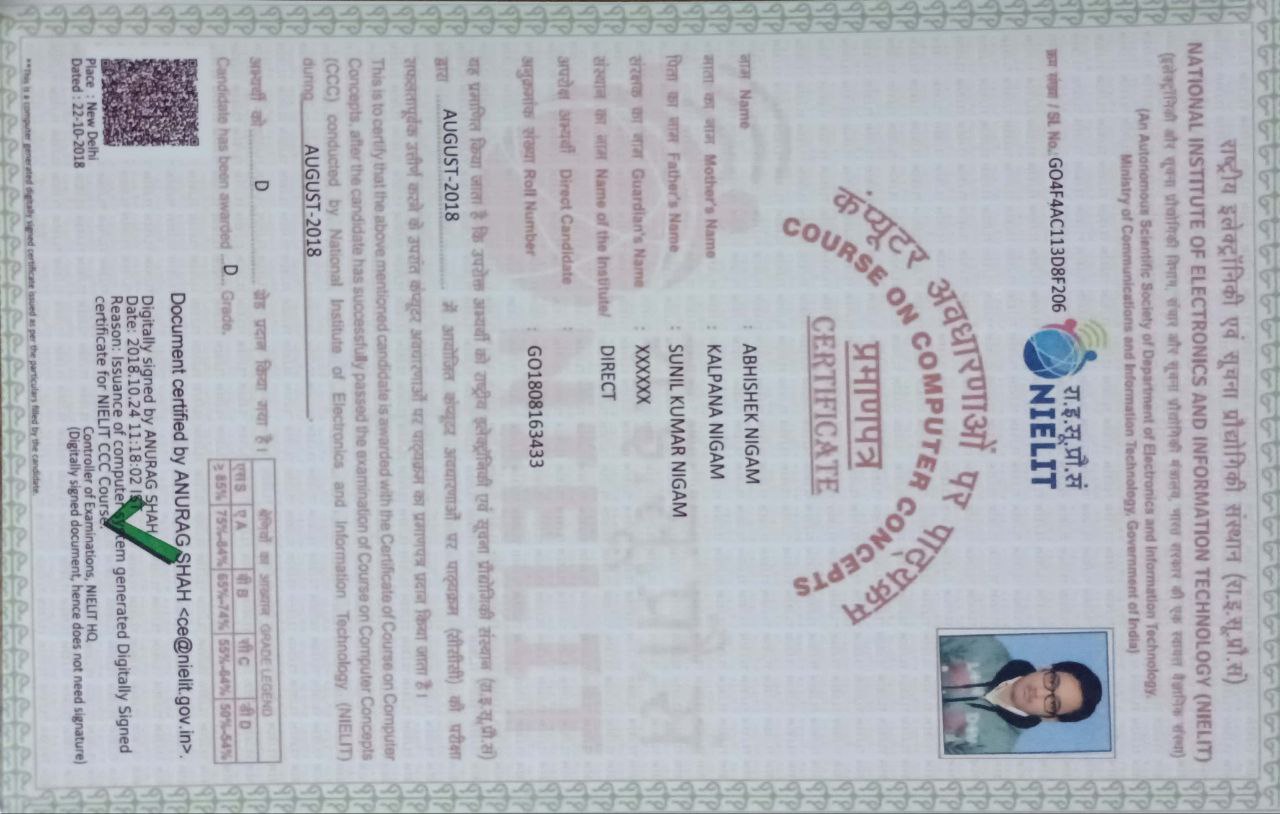 राष्ट्रीय इलेक्ट्रॉनिकी एवं सूचना प्रौद्योगिकी संस्थान (रा.इ.सू.प्रौ.सं)
NATIONAL INSTITUTE OF ELECTRONICS AND INFORMATION TECHNOLOGY (NIELIT)
(इलेक्ट्रॉनिकी और सूचना प्रौद्योगिकी विभाग, संचार और सूचना प्रौद्योगिकी मंत्रालय, भारत सरकार की एक स्वायत्त वैज्ञानिक संस्था)
(An Autonomous Scientific Society of Department of Electronics and Information Technology,
Ministry of Communications and Information Technology, Government of India)
क्रम संख्या / SL No.: GO4F4AC113D8F206
रा.इ.सू.प्रौ.सं
NIELIT
कंप्यूटर अवधारणाओं पर पाठ्यक्रम
COURSE ON COMPUTER CONCEPTS
प्रमाणपत्र
CERTIFICATE
नाम Name : ABHISHEK NIGAM
माता का नाम Mother's Name : KALPANA NIGAM
पिता का नाम Father's Name : SUNIL KUMAR NIGAM
संरक्षक का नाम Guardian's Name : XXXXXX
संस्थान का नाम Name of the Institute/ DIRECT
अपरोक्ष अभ्यर्थी Direct Candidate :
अनुक्रमांक संख्या Roll Number : GO1808163433
रा.इ.सू.प्रौ.सं
NIELIT
यह प्रमाणित किया जाता है कि उपरोक्त अभ्यर्थी को राष्ट्रीय इलेक्ट्रॉनिकी एवं सूचना प्रौद्योगिकी संस्थान (रा.इ.सू.प्रौ.सं)
द्वारा AUGUST-2018 में आयोजित कंप्यूटर अवधारणाओं पर पाठ्यक्रम (सीसीसी) की परीक्षा
सफलतापूर्वक उत्तीर्ण करने के उपरांत कंप्यूटर अवधारणाओं पर पाठ्यक्रम का प्रमाणपत्र प्रदान किया जाता है।
This is to certify that the above mentioned candidate is awarded with the Certificate of Course on Computer
Concepts, after the candidate has successfully passed the examination of Course on Computer Concepts
(CCC) conducted by National Institute of Electronics and Information Technology (NIELIT)
during AUGUST-2018.
अभ्यर्थी को D ग्रेड प्रदान किया गया है।
Candidate has been awarded D Grade.
श्रेणियों का आख्यान GRADE LEGEND
एस S ए A बी B सी C डी D
≥ 85% 75%-84% 65%-74% 55%-64% 50%-54%
Document certified by ANURAG SHAH <ce@nielit.gov.in>.
Digitally signed by ANURAG SHAH
Date: 2018.10.24 11:18:02 IST
Reason: Issuance of computer system generated Digitally Signed
certificate for NIELIT CCC Course.
Controller of Examinations, NIELIT HQ
(Digitally signed document, hence does not need signature)
Place : New Delhi
Dated : 22-10-2018
**This is a computer generated digitally signed certificate issued as per the particulars filled by the candidate.